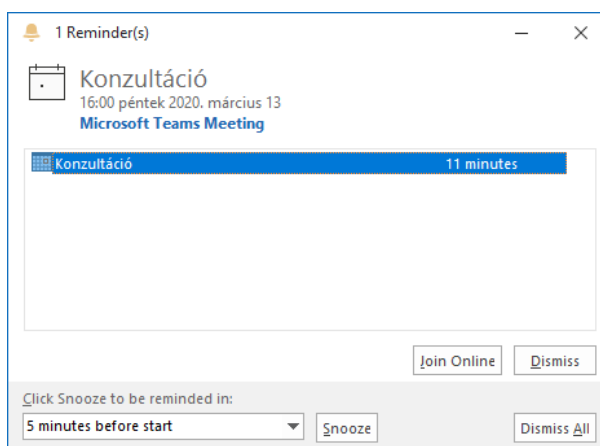 1 Reminder(s)
Konzultáció
16:00 péntek 2020. március 13
Microsoft Teams Meeting
Konzultáció 11 minutes
Join Online Dismiss
Click Snooze to be reminded in:
5 minutes before start Snooze Dismiss All